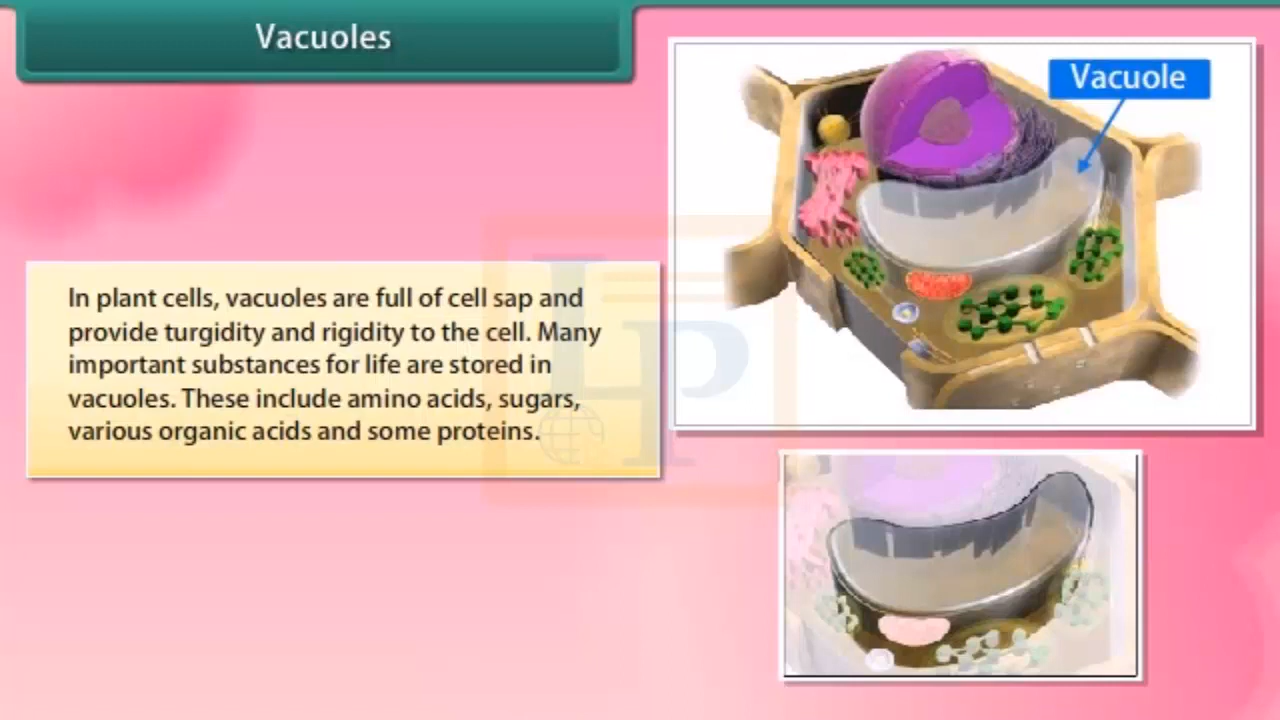 Vacuoles
Vacuole
In plant cells, vacuoles are full of cell sap and
provide turgidity and rigidity to the cell. Many
important substances for life are stored in
vacuoles. These include amino acids, sugars,
various organic acids and some proteins.